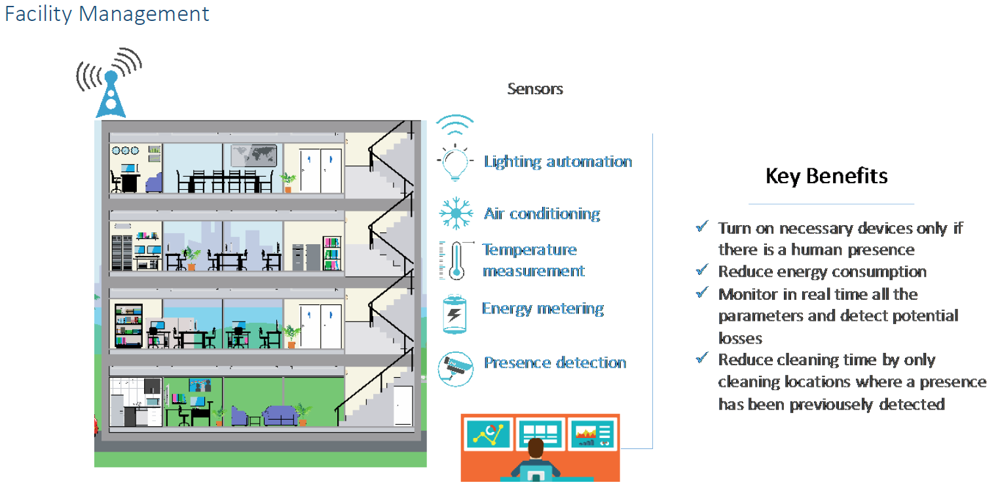 Facility Management
Sensors
Lighting automation
Air conditioning
Temperature
measurement
Energy metering
Presence detection
Key Benefits
✓ Turn on necessary devices only if
there is a human presence
✓ Reduce energy consumption
✓ Monitor in real time all the
parameters and detect potential
losses
✓ Reduce cleaning time by only
cleaning locations where a presence
has been previousely detected